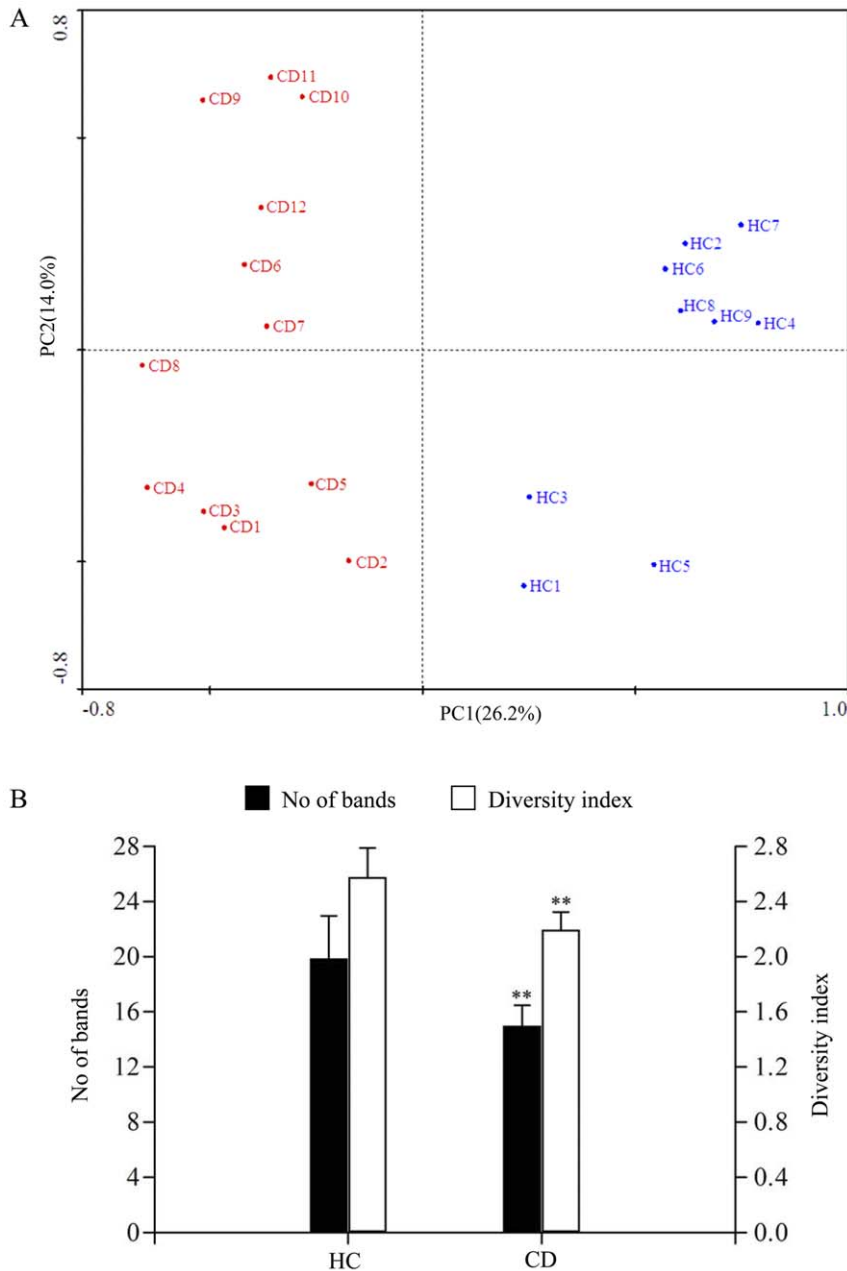 A
0.8
CD11
CD9
CD10
CD12
CD6
CD7
CD8
CD4
CD3
CD1
CD5
CD2
HC7
HC2
HC6
HC8
HC9
HC4
HC3
HC5
HC1
PC2(14.0%)
-0.8
-0.8
PC1(26.2%)
1.0
B
No of bands
Diversity index
28
24
20
16
12
8
4
0
No of bands
**
**
2.8
2.4
2.0
1.6
1.2
0.8
0.4
0.0
Diversity index
HC
CD